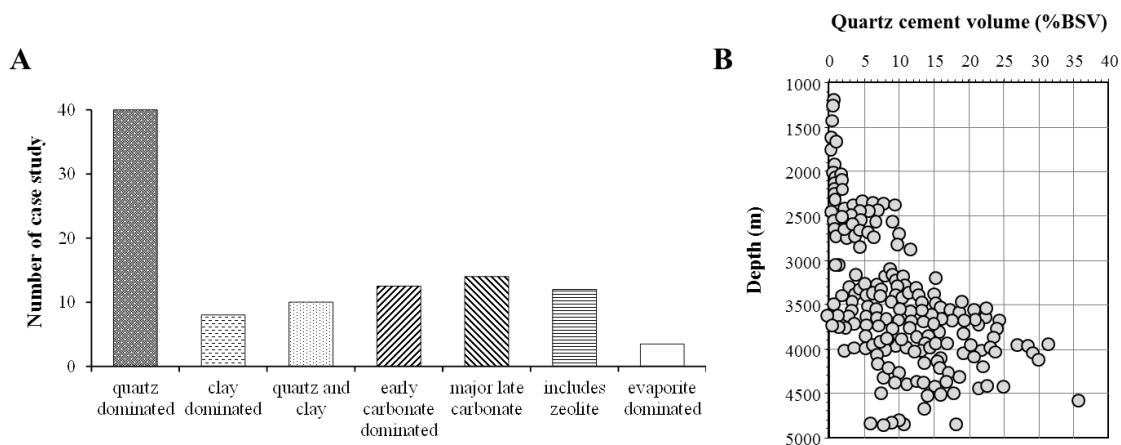 A
Number of case study
40
30
20
10
0
quartz
dominated
clay
dominated
quartz and
clay
early
carbonate
dominated
major late
carbonate
includes
zeolite
evaporite
dominated
B
Quartz cement volume (%BSV)
0 5 10 15 20 25 30 35 40
Depth (m)
1000
1500
2000
2500
3000
3500
4000
4500
5000